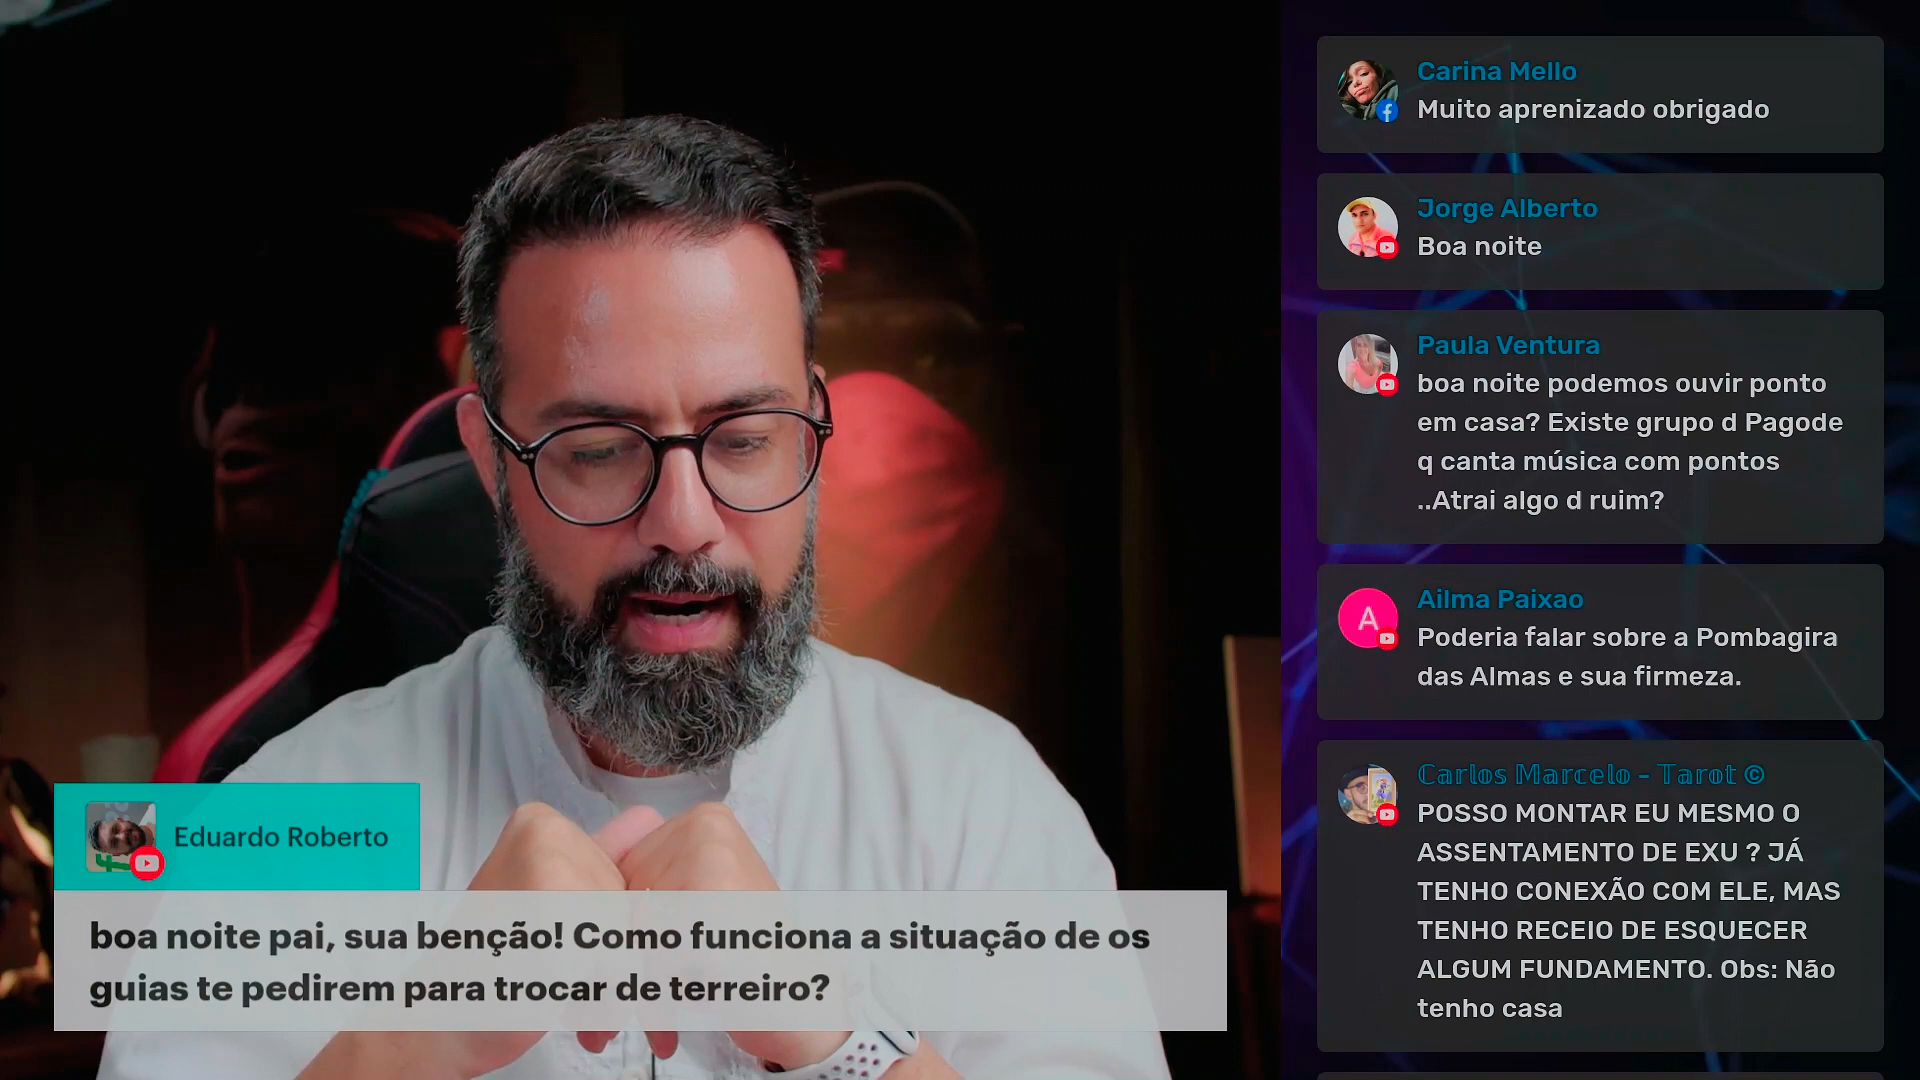 Eduardo Roberto
boa noite pai, sua benção! Como funciona a situação de os
guias te pedirem para trocar de terreiro?
Carina Mello
Muito aprenizado obrigado
Jorge Alberto
Boa noite
Paula Ventura
boa noite podemos ouvir ponto
em casa? Existe grupo d Pagode
q canta música com pontos
..Atrai algo d ruim?
A
Ailma Paixao
Poderia falar sobre a Pombagira
das Almas e sua firmeza.
ℂ𝕒𝕣𝕝𝕠𝕤 𝕄𝕒𝕣𝕔𝕖𝕝𝕠 - 𝕋𝕒𝕣𝕠𝕥 ©
POSSO MONTAR EU MESMO O
ASSENTAMENTO DE EXU ? JÁ
TENHO CONEXÃO COM ELE, MAS
TENHO RECEIO DE ESQUECER
ALGUM FUNDAMENTO. Obs: Não
tenho casa